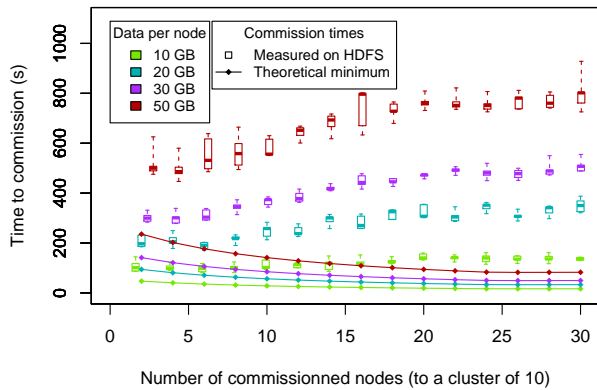 Data per node
10 GB
20 GB
30 GB
50 GB
Commission times
Measured on HDFS
Theoretical minimum
Time to commission (s)
0
200
400
600
800
1000
0
5
10
15
20
25
30
Number of commissionned nodes (to a cluster of 10)